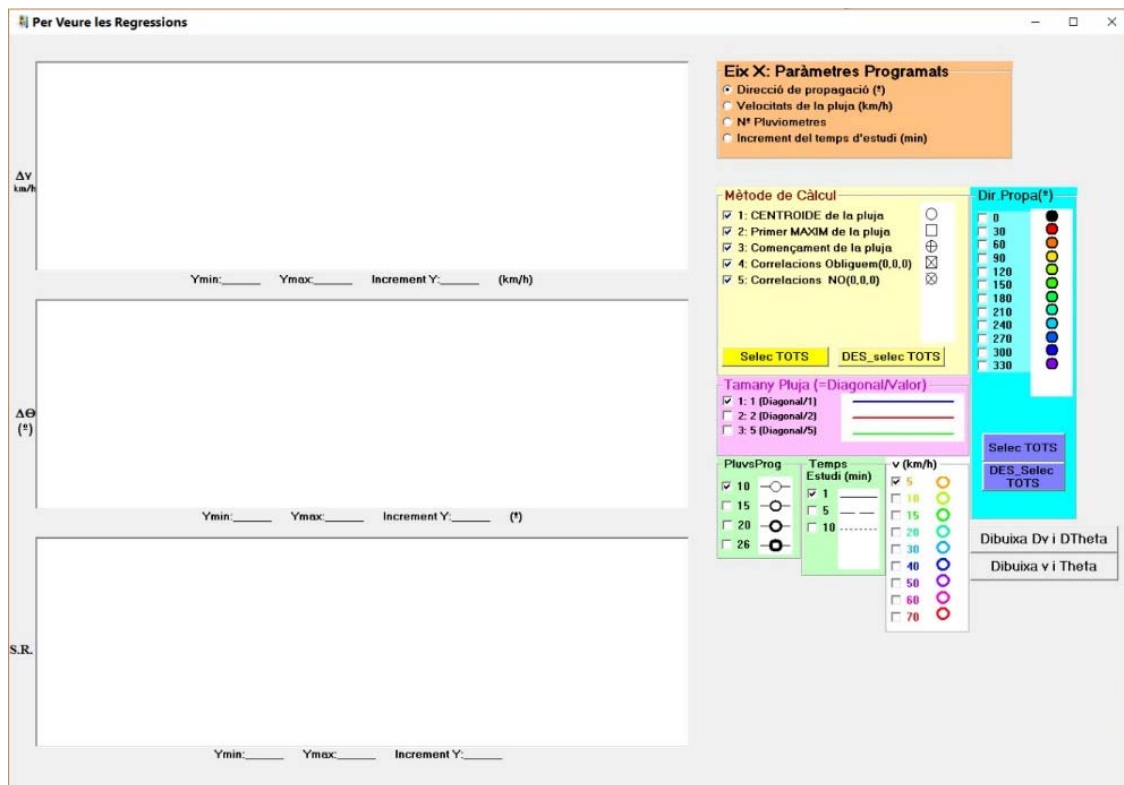 Per Veure les Regressions
Δv
km/h
Ymin:______ Ymax:______ Increment Y:______ (km/h)
ΔΘ
(º)
Ymin:______ Ymax:______ Increment Y:______ (º)
S.R.
Ymin:______ Ymax:______ Increment Y:______
Eix X: Paràmetres Programats
Direcció de propagació (º)
Velocitats de la pluja (km/h)
Nº Pluviometres
Increment del temps d'estudi (min)
Mètode de Càlcul
1: CENTROIDE de la pluja
2: Primer MAXIM de la pluja
3: Començament de la pluja
4: Correlacions Obliguem(0,0,0)
5: Correlacions NO(0,0,0)
Selec TOTS DES_selec TOTS
Dir.Propa(º)
0
30
60
90
120
150
180
210
240
270
300
330
Selec TOTS
DES_Selec
TOTS
Tamany Pluja (=Diagonal/Valor)
1: 1 (Diagonal/1)
2: 2 (Diagonal/2)
3: 5 (Diagonal/5)
PluvsProg
10
15
20
26
Temps
Estudi (min)
1
5
10
v (km/h)
5
10
15
20
30
40
50
60
70
Dibuixa Dv i DTheta
Dibuixa v i Theta